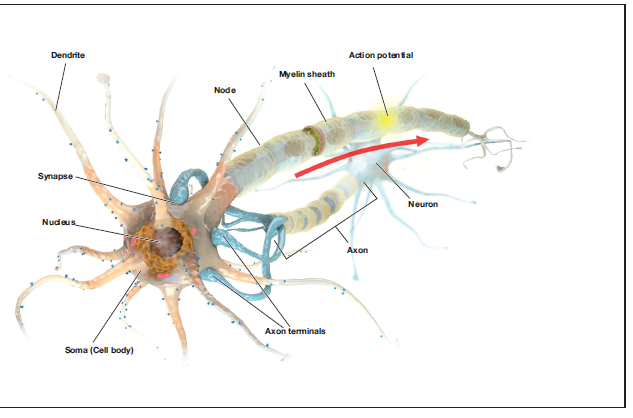 Dendrite
Action potential
Myelin sheath
Node
Synapse
Neuron
Nucleus
Axon
Axon terminals
Soma (Cell body)